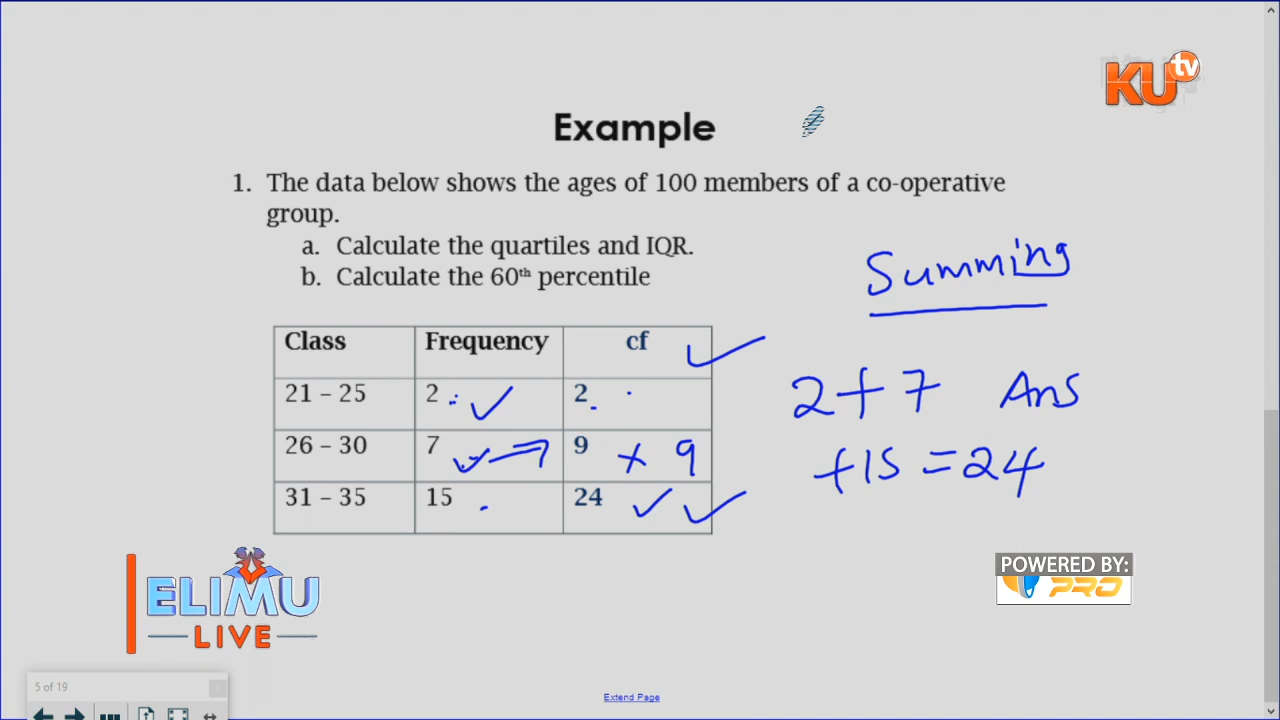 KU tv
Example
1. The data below shows the ages of 100 members of a co-operative
group.
a. Calculate the quartiles and IQR.
b. Calculate the 60th percentile
Summing
Class Frequency cf
21 – 25 2 2
26 – 30 7 9 9
31 – 35 15 24
2 + 7 Ans
+15 = 24
POWERED BY:
PRO
ELIMU
LIVE
5 of 19
Extend Page